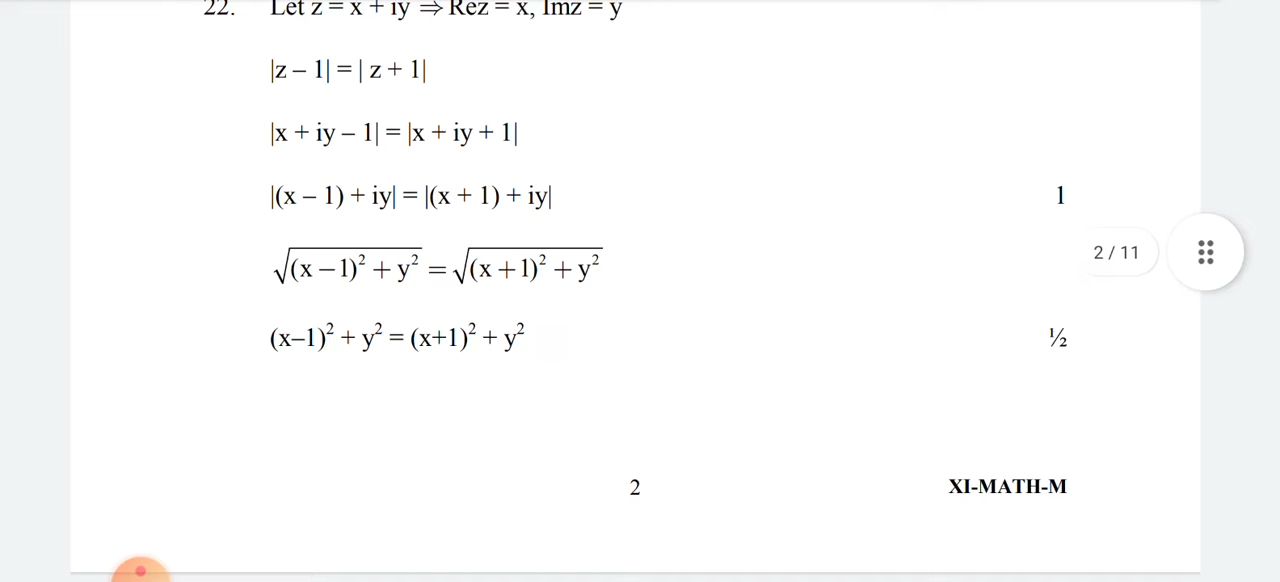 22. Let z = x + iy ⇒ Rez = x, Imz = y
|z – 1| = | z + 1|
|x + iy – 1| = |x + iy + 1|
|(x – 1) + iy| = |(x + 1) + iy| 1
√((x – 1)² + y²) = √((x + 1)² + y²)
2 / 11
(x–1)² + y² = (x+1)² + y² ½
2 XI-MATH-M